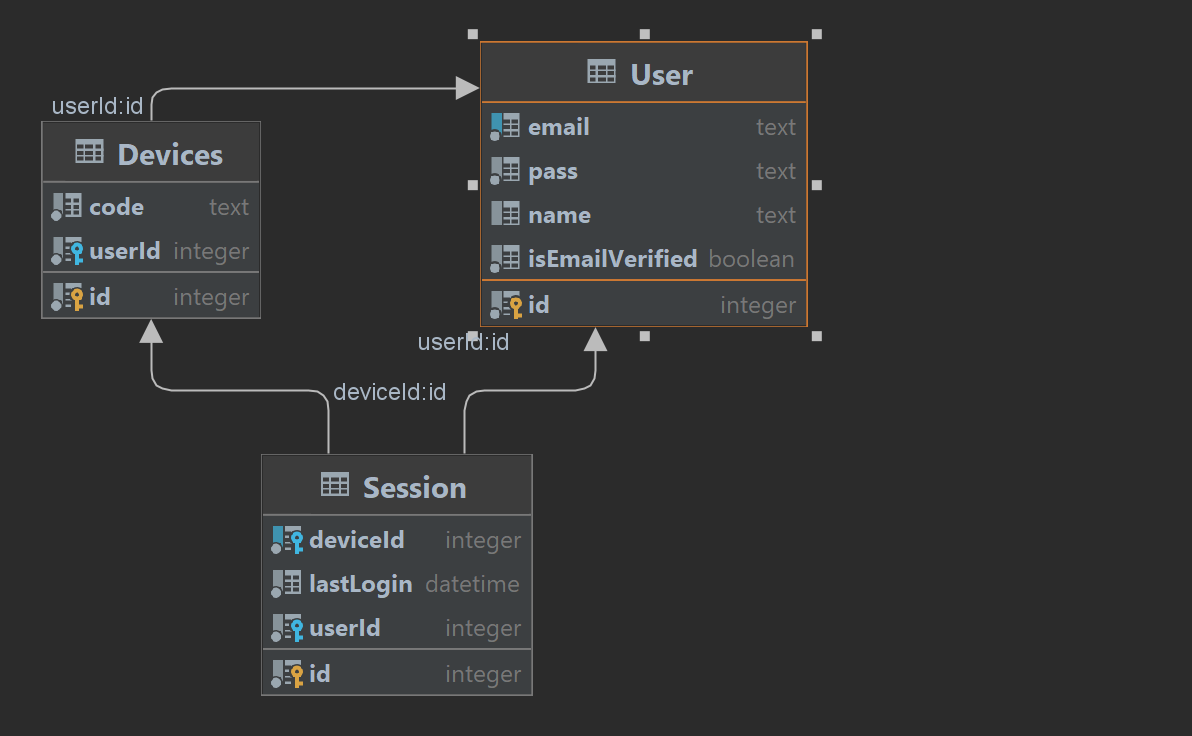 User
email text
pass text
name text
isEmailVerified boolean
id integer
userId:id
Devices
code text
userId integer
id integer
userId:id
deviceId:id
Session
deviceId integer
lastLogin datetime
userId integer
id integer